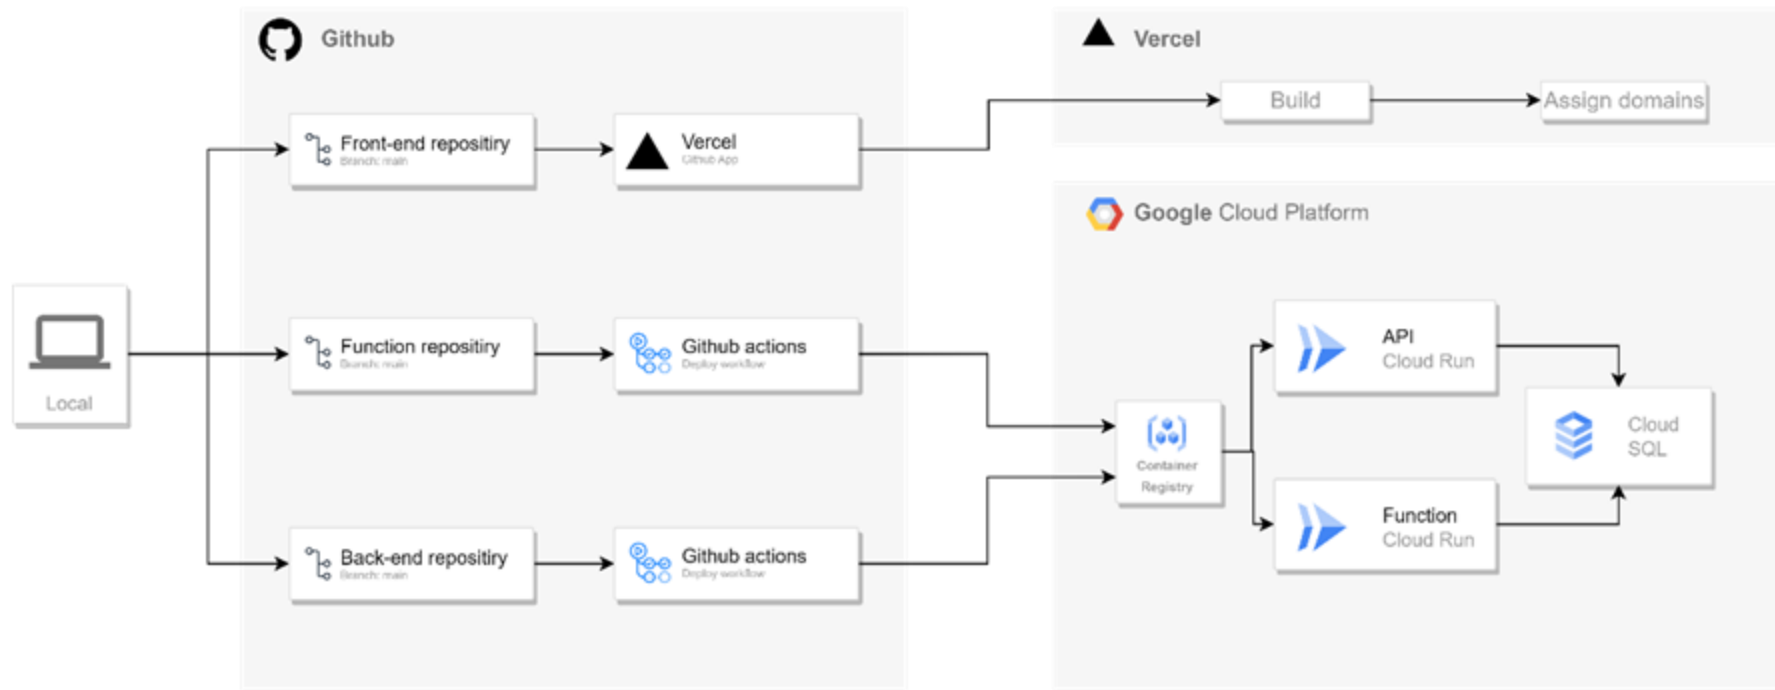 Github
Vercel
Front-end repositiry
Branch: main
Vercel
Github App
Build
Assign domains
Google Cloud Platform
Local
Function repositiry
Branch: main
Github actions
Deploy workflow
Container
Registry
API
Cloud Run
Cloud
SQL
Function
Cloud Run
Back-end repositiry
Branch: main
Github actions
Deploy workflow